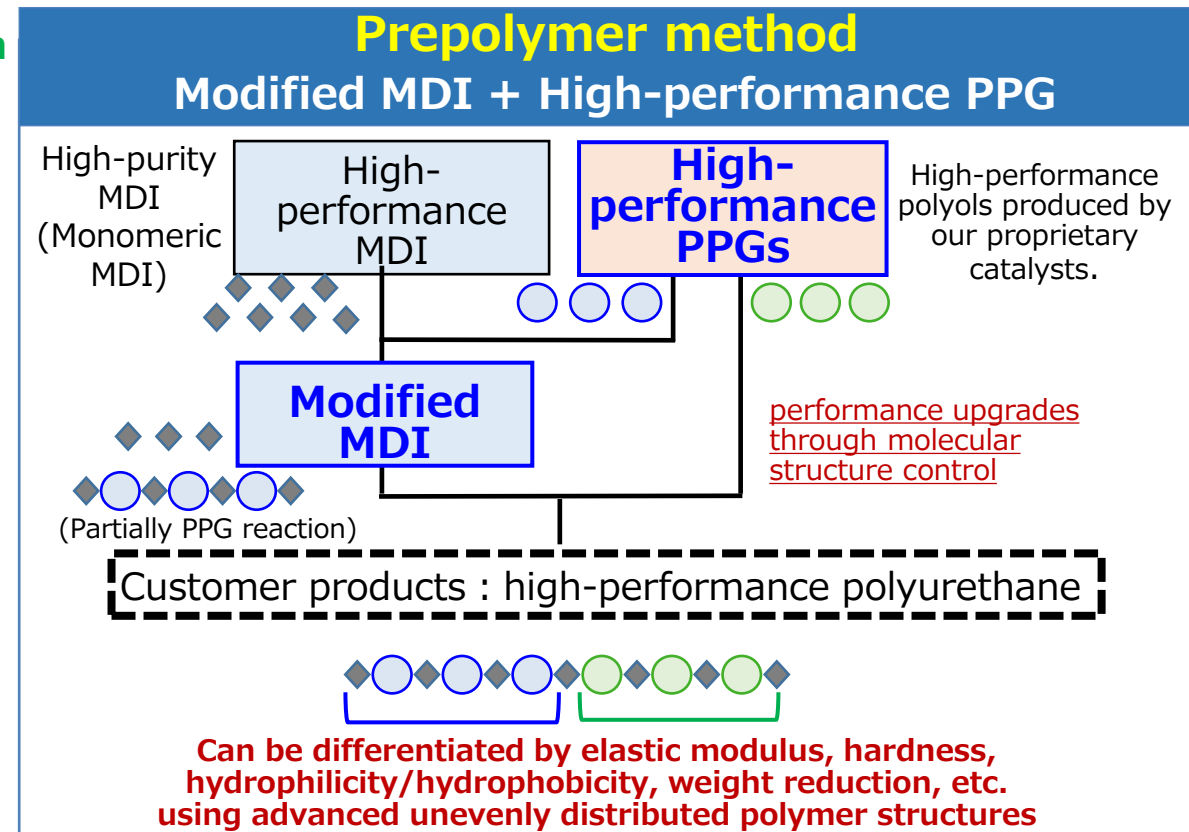 Prepolymer method
Modified MDI + High-performance PPG
High-purity
MDI
(Monomeric
MDI)
High-
performance
MDI
High-
performance
PPGs
High-performance
polyols produced by
our proprietary
catalysts.
Modified
MDI
performance upgrades
through molecular
structure control
(Partially PPG reaction)
Customer products : high-performance polyurethane
Can be differentiated by elastic modulus, hardness,
hydrophilicity/hydrophobicity, weight reduction, etc.
using advanced unevenly distributed polymer structures